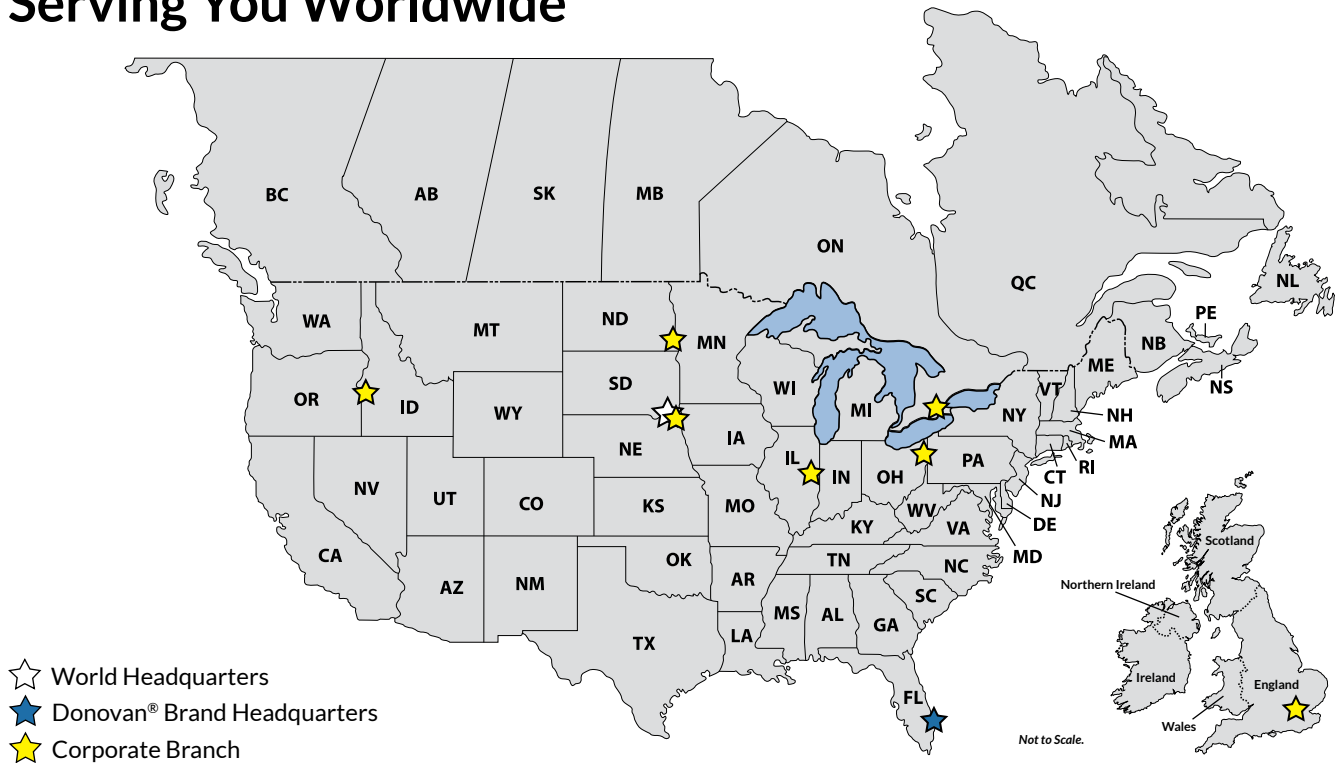 Serving You Worldwide
BC
AB
SK
MB
ON
QC
NL
PE
NB
NS
WA
MT
ND
MN
ME
VT
OR
ID
WY
SD
WI
MI
NY
NH
MA
NE
IA
IL
IN
OH
PA
CT
RI
NJ
NV
UT
CO
KS
MO
WV
VA
DE
KY
MD
CA
AZ
NM
OK
AR
TN
NC
SC
Scotland
Northern Ireland
TX
LA
MS
AL
GA
Ireland
England
Wales
FL
World Headquarters
Donovan® Brand Headquarters
Corporate Branch
Not to Scale.